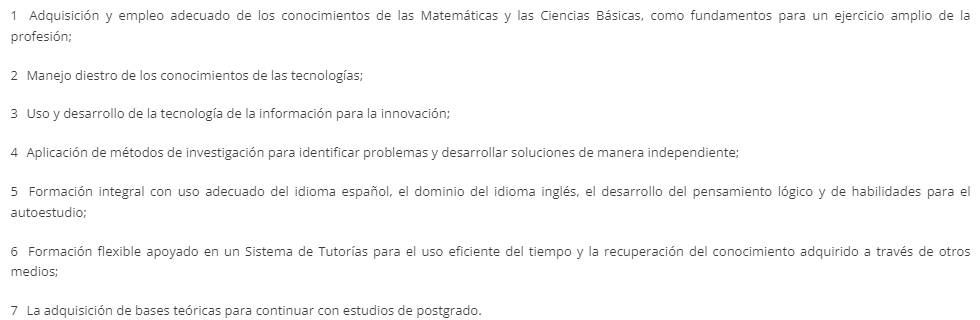 1 Adquisición y empleo adecuado de los conocimientos de las Matemáticas y las Ciencias Básicas, como fundamentos para un ejercicio amplio de la
profesión;
2 Manejo diestro de los conocimientos de las tecnologías;
3 Uso y desarrollo de la tecnología de la información para la innovación;
4 Aplicación de métodos de investigación para identificar problemas y desarrollar soluciones de manera independiente;
5 Formación integral con uso adecuado del idioma español, el dominio del idioma inglés, el desarrollo del pensamiento lógico y de habilidades para el
autoestudio;
6 Formación flexible apoyado en un Sistema de Tutorías para el uso eficiente del tiempo y la recuperación del conocimiento adquirido a través de otros
medios;
7 La adquisición de bases teóricas para continuar con estudios de postgrado.